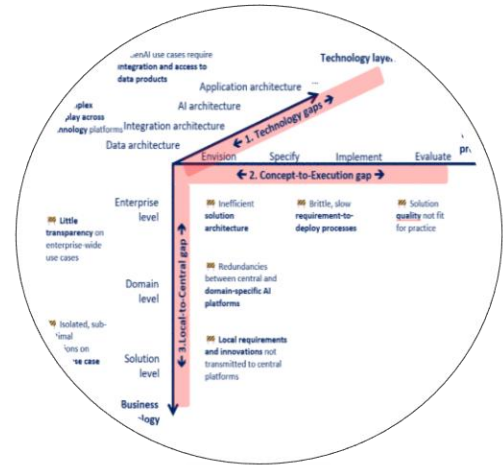 use cases require
integration and access to
data products
Technology
Application architecture
...
AI architecture
platforms
Integration architecture
Data architecture
← 1. Technology gaps →
Envision
Specify
Implement
Evaluate
← 2. Concept-to-Execution gap →
Enterprise
level
Inefficient
solution
architecture
Brittle, slow
requirement-to-
deploy processes
Solution
quality not fit
for practice
Little
transparency on
enterprise-wide
use cases
← 3.Local-to-Central gap →
Redundancies
between central and
domain-specific AI
platforms
Domain
level
Isolated, sub-
on
case
Solution
level
Local requirements
and innovations not
transmitted to central
platforms
Business